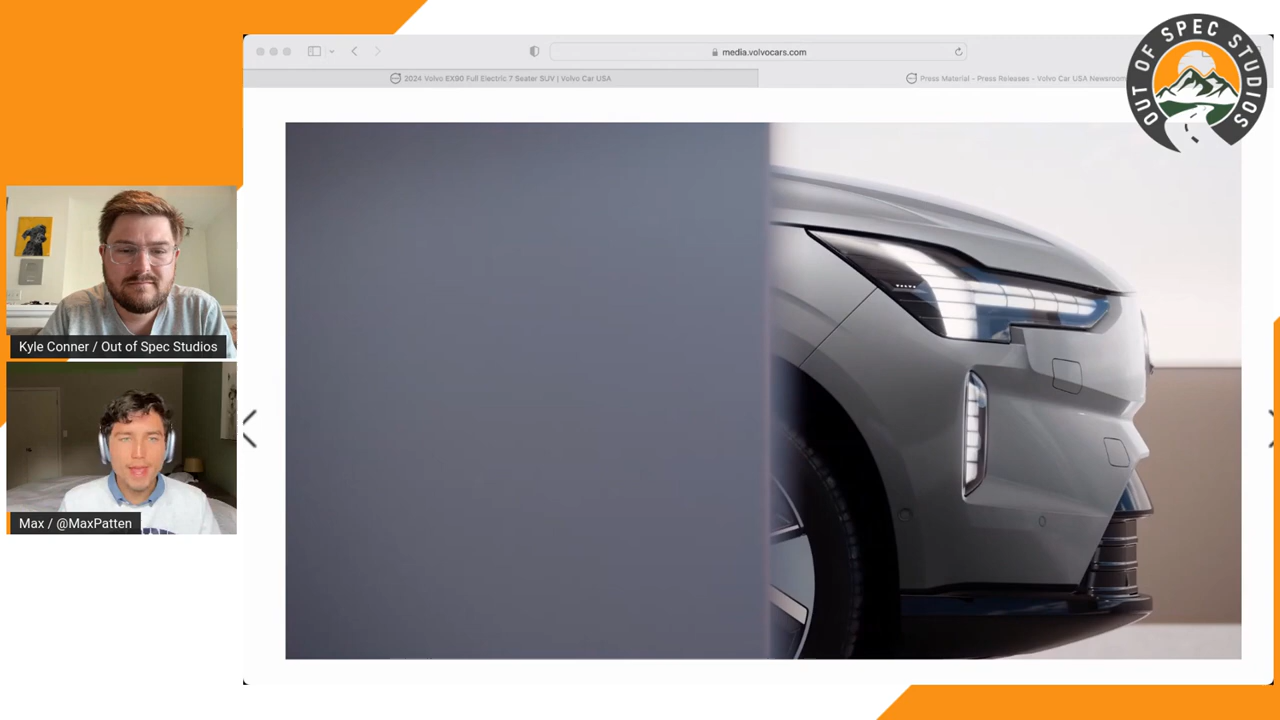 media.volvocars.com
2024 Volvo EX90 Full Electric 7 Seater SUV | Volvo Car USA
Press Material - Press Releases - Volvo Car USA Newsroom
OUT OF SPEC STUDIOS
Kyle Conner / Out of Spec Studios
Max / @MaxPatten